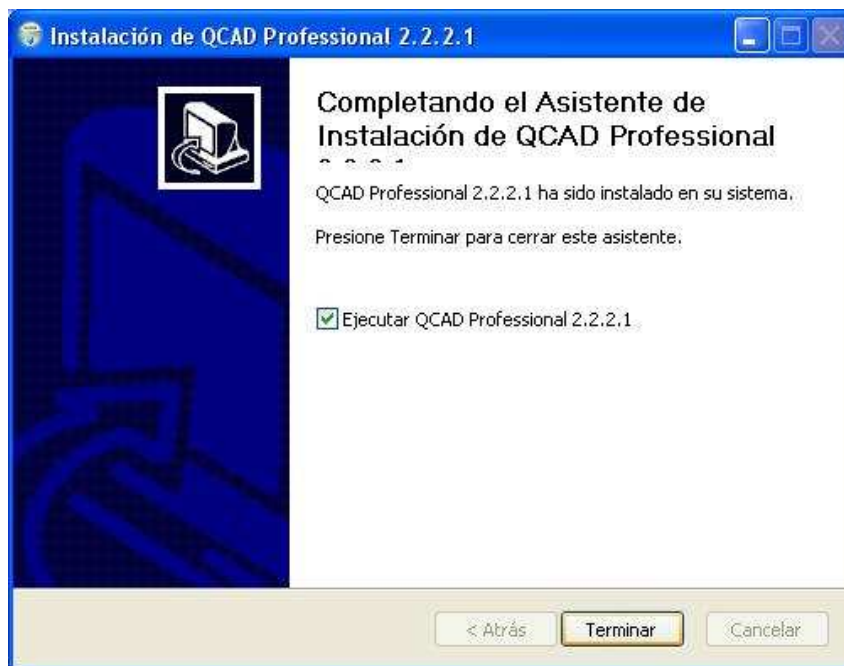 Instalación de QCAD Professional 2.2.2.1
Completando el Asistente de
Instalación de QCAD Professional
QCAD Professional 2.2.2.1 ha sido instalado en su sistema.
Presione Terminar para cerrar este asistente.
Ejecutar QCAD Professional 2.2.2.1
< Atrás
Terminar
Cancelar